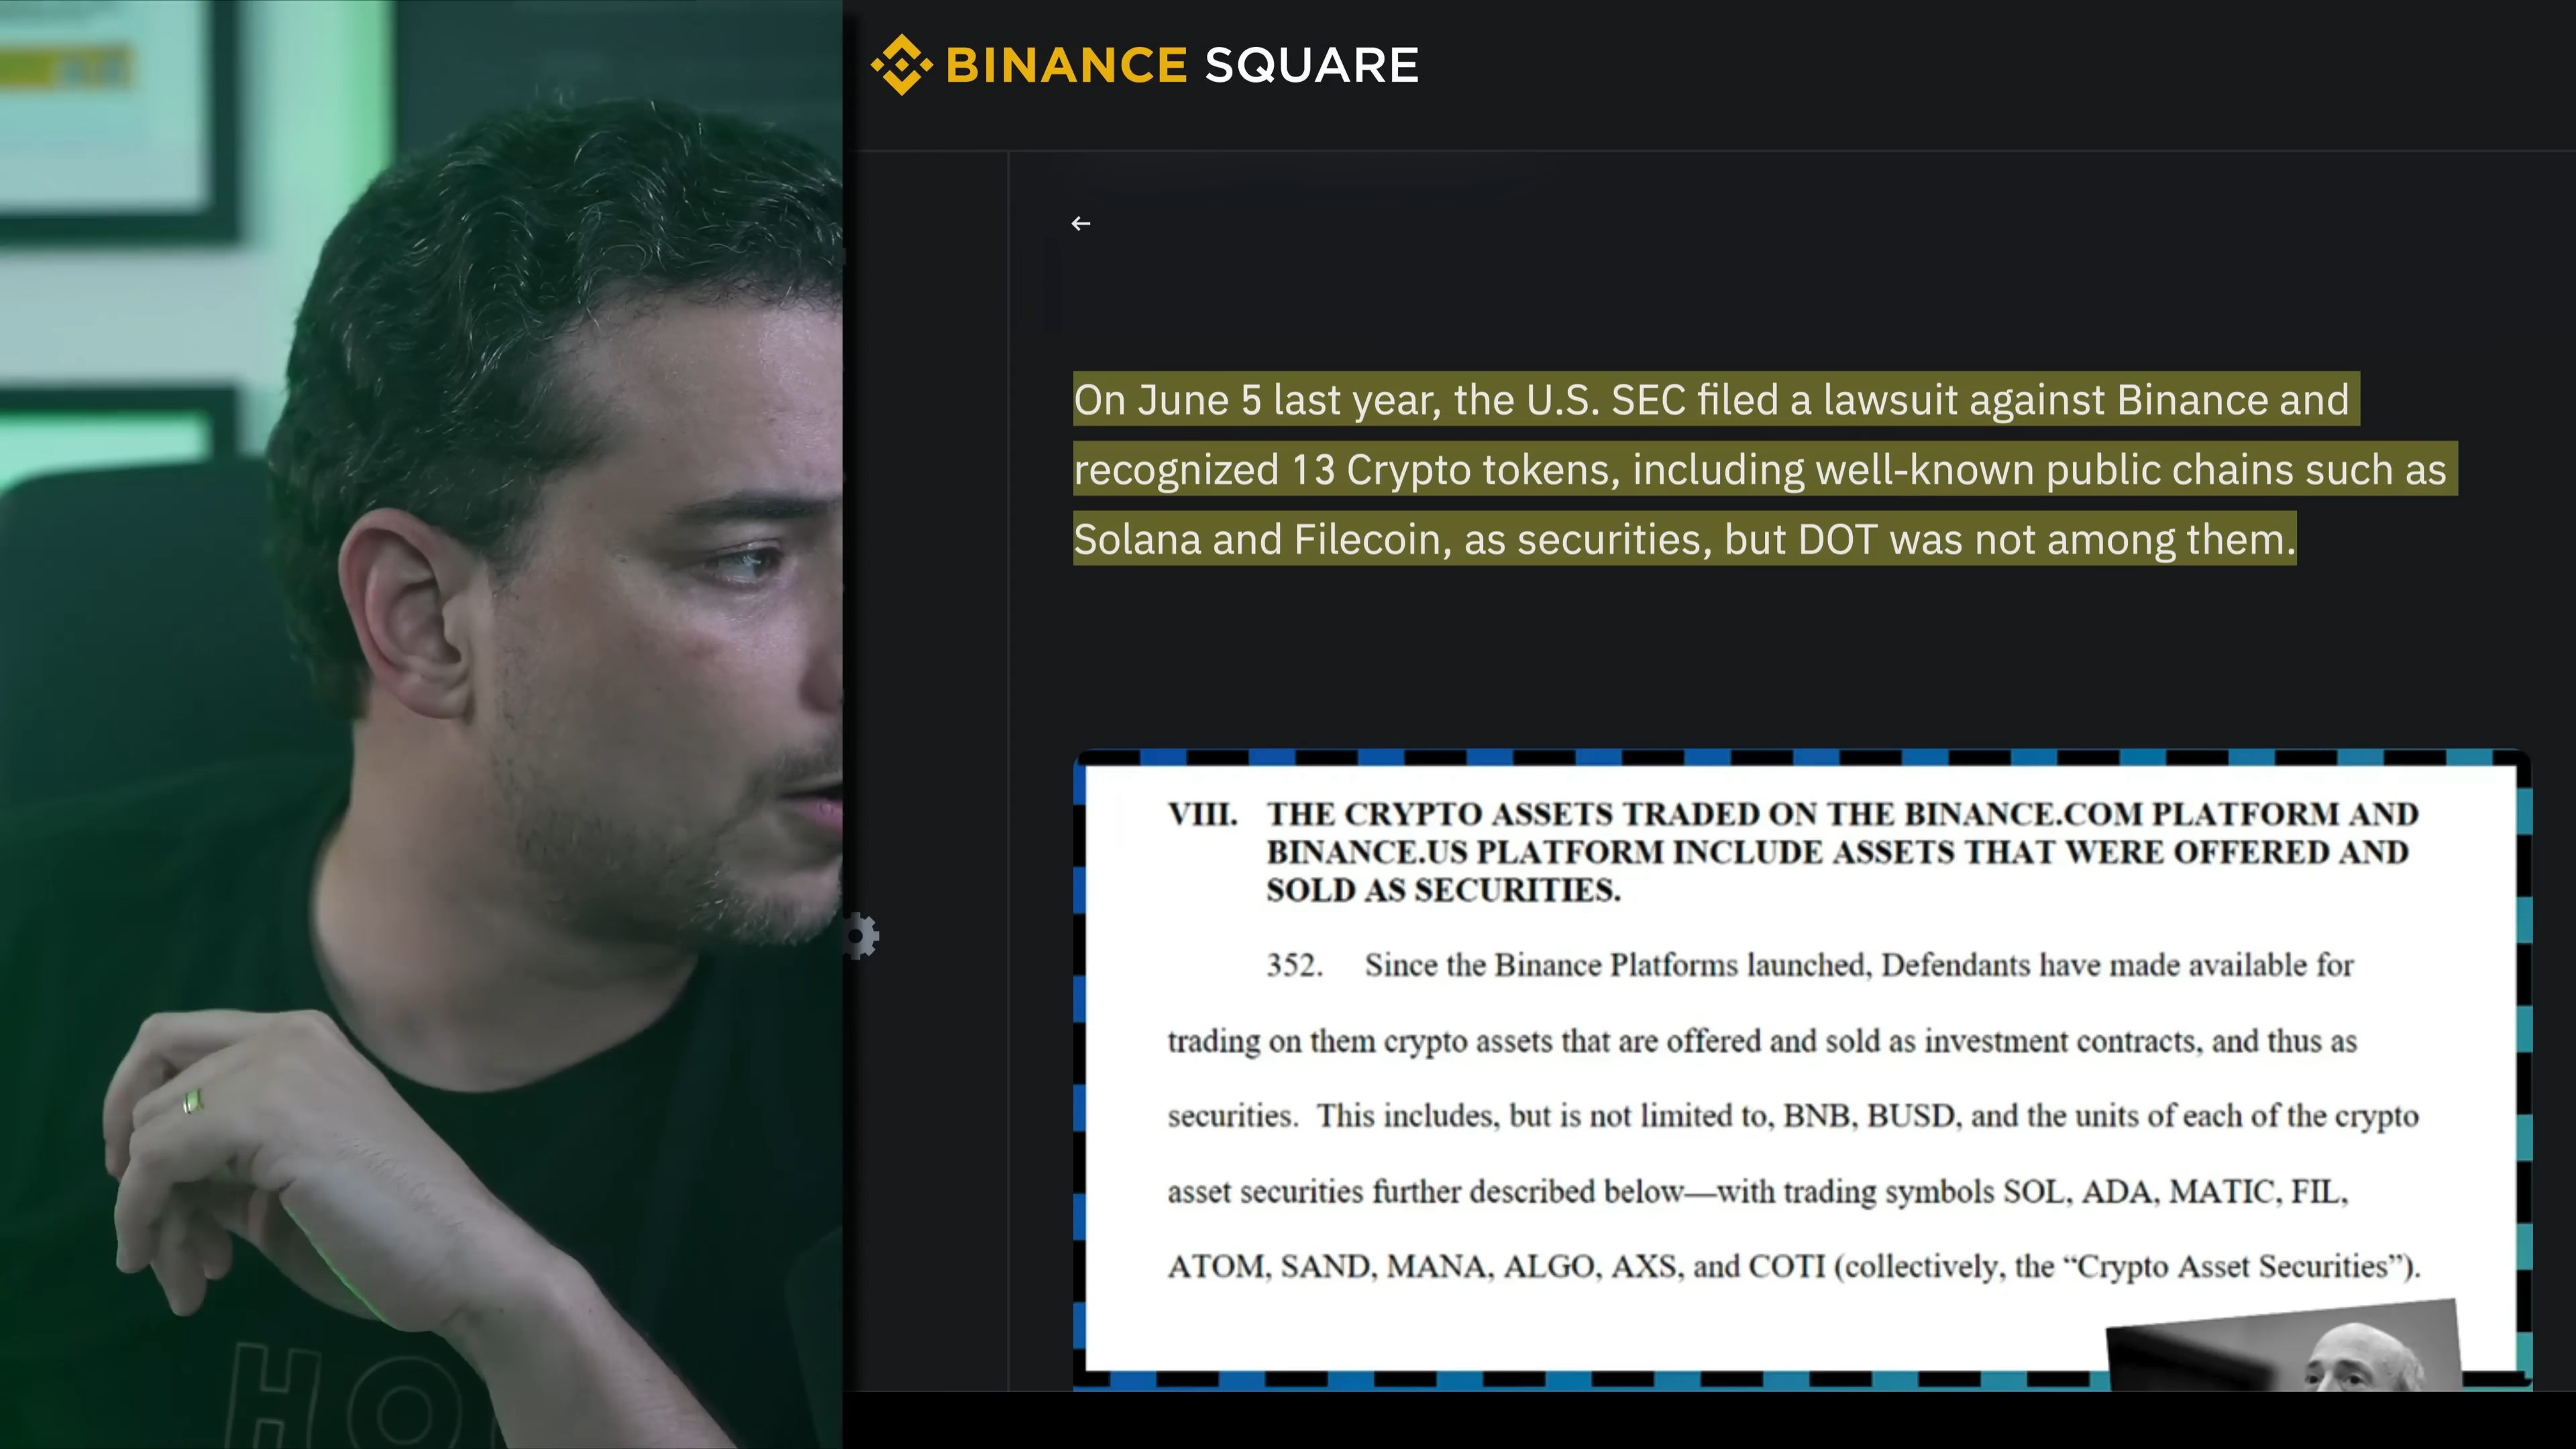 BINANCE SQUARE
On June 5 last year, the U.S. SEC filed a lawsuit against Binance and
recognized 13 Crypto tokens, including well-known public chains such as
Solana and Filecoin, as securities, but DOT was not among them.
VIII. THE CRYPTO ASSETS TRADED ON THE BINANCE.COM PLATFORM AND
BINANCE.US PLATFORM INCLUDE ASSETS THAT WERE OFFERED AND
SOLD AS SECURITIES.
352. Since the Binance Platforms launched, Defendants have made available for
trading on them crypto assets that are offered and sold as investment contracts, and thus as
securities. This includes, but is not limited to, BNB, BUSD, and the units of each of the crypto
asset securities further described below—with trading symbols SOL, ADA, MATIC, FIL,
ATOM, SAND, MANA, ALGO, AXS, and COTI (collectively, the “Crypto Asset Securities”).